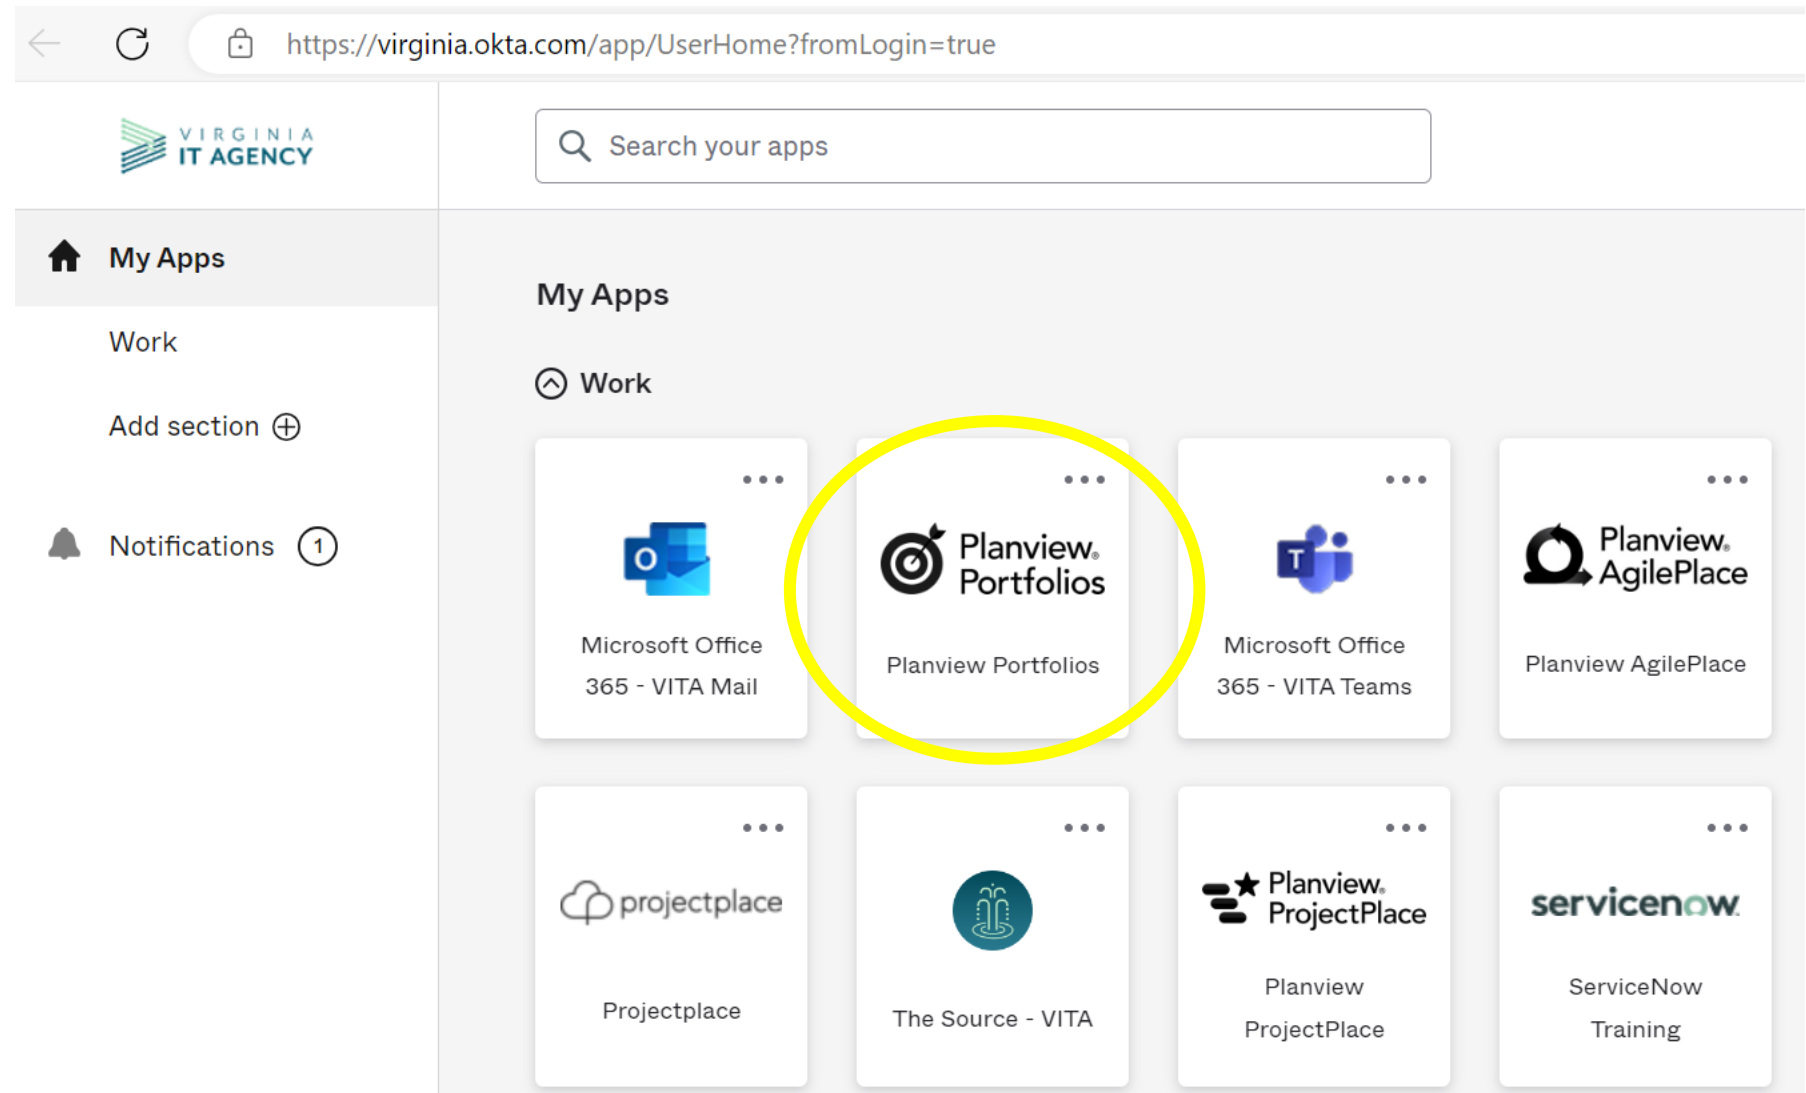 https://virginia.okta.com/app/UserHome?fromLogin=true
VIRGINIA
IT AGENCY
Search your apps
My Apps
Work
Add section
Notifications 1
My Apps
Work
Microsoft Office
365 - VITA Mail
Planview®
Portfolios
Planview Portfolios
T
Microsoft Office
365 - VITA Teams
Planview®
AgilePlace
Planview AgilePlace
projectplace
Projectplace
The Source - VITA
Planview®
ProjectPlace
Planview
ProjectPlace
servicenow
ServiceNow
Training